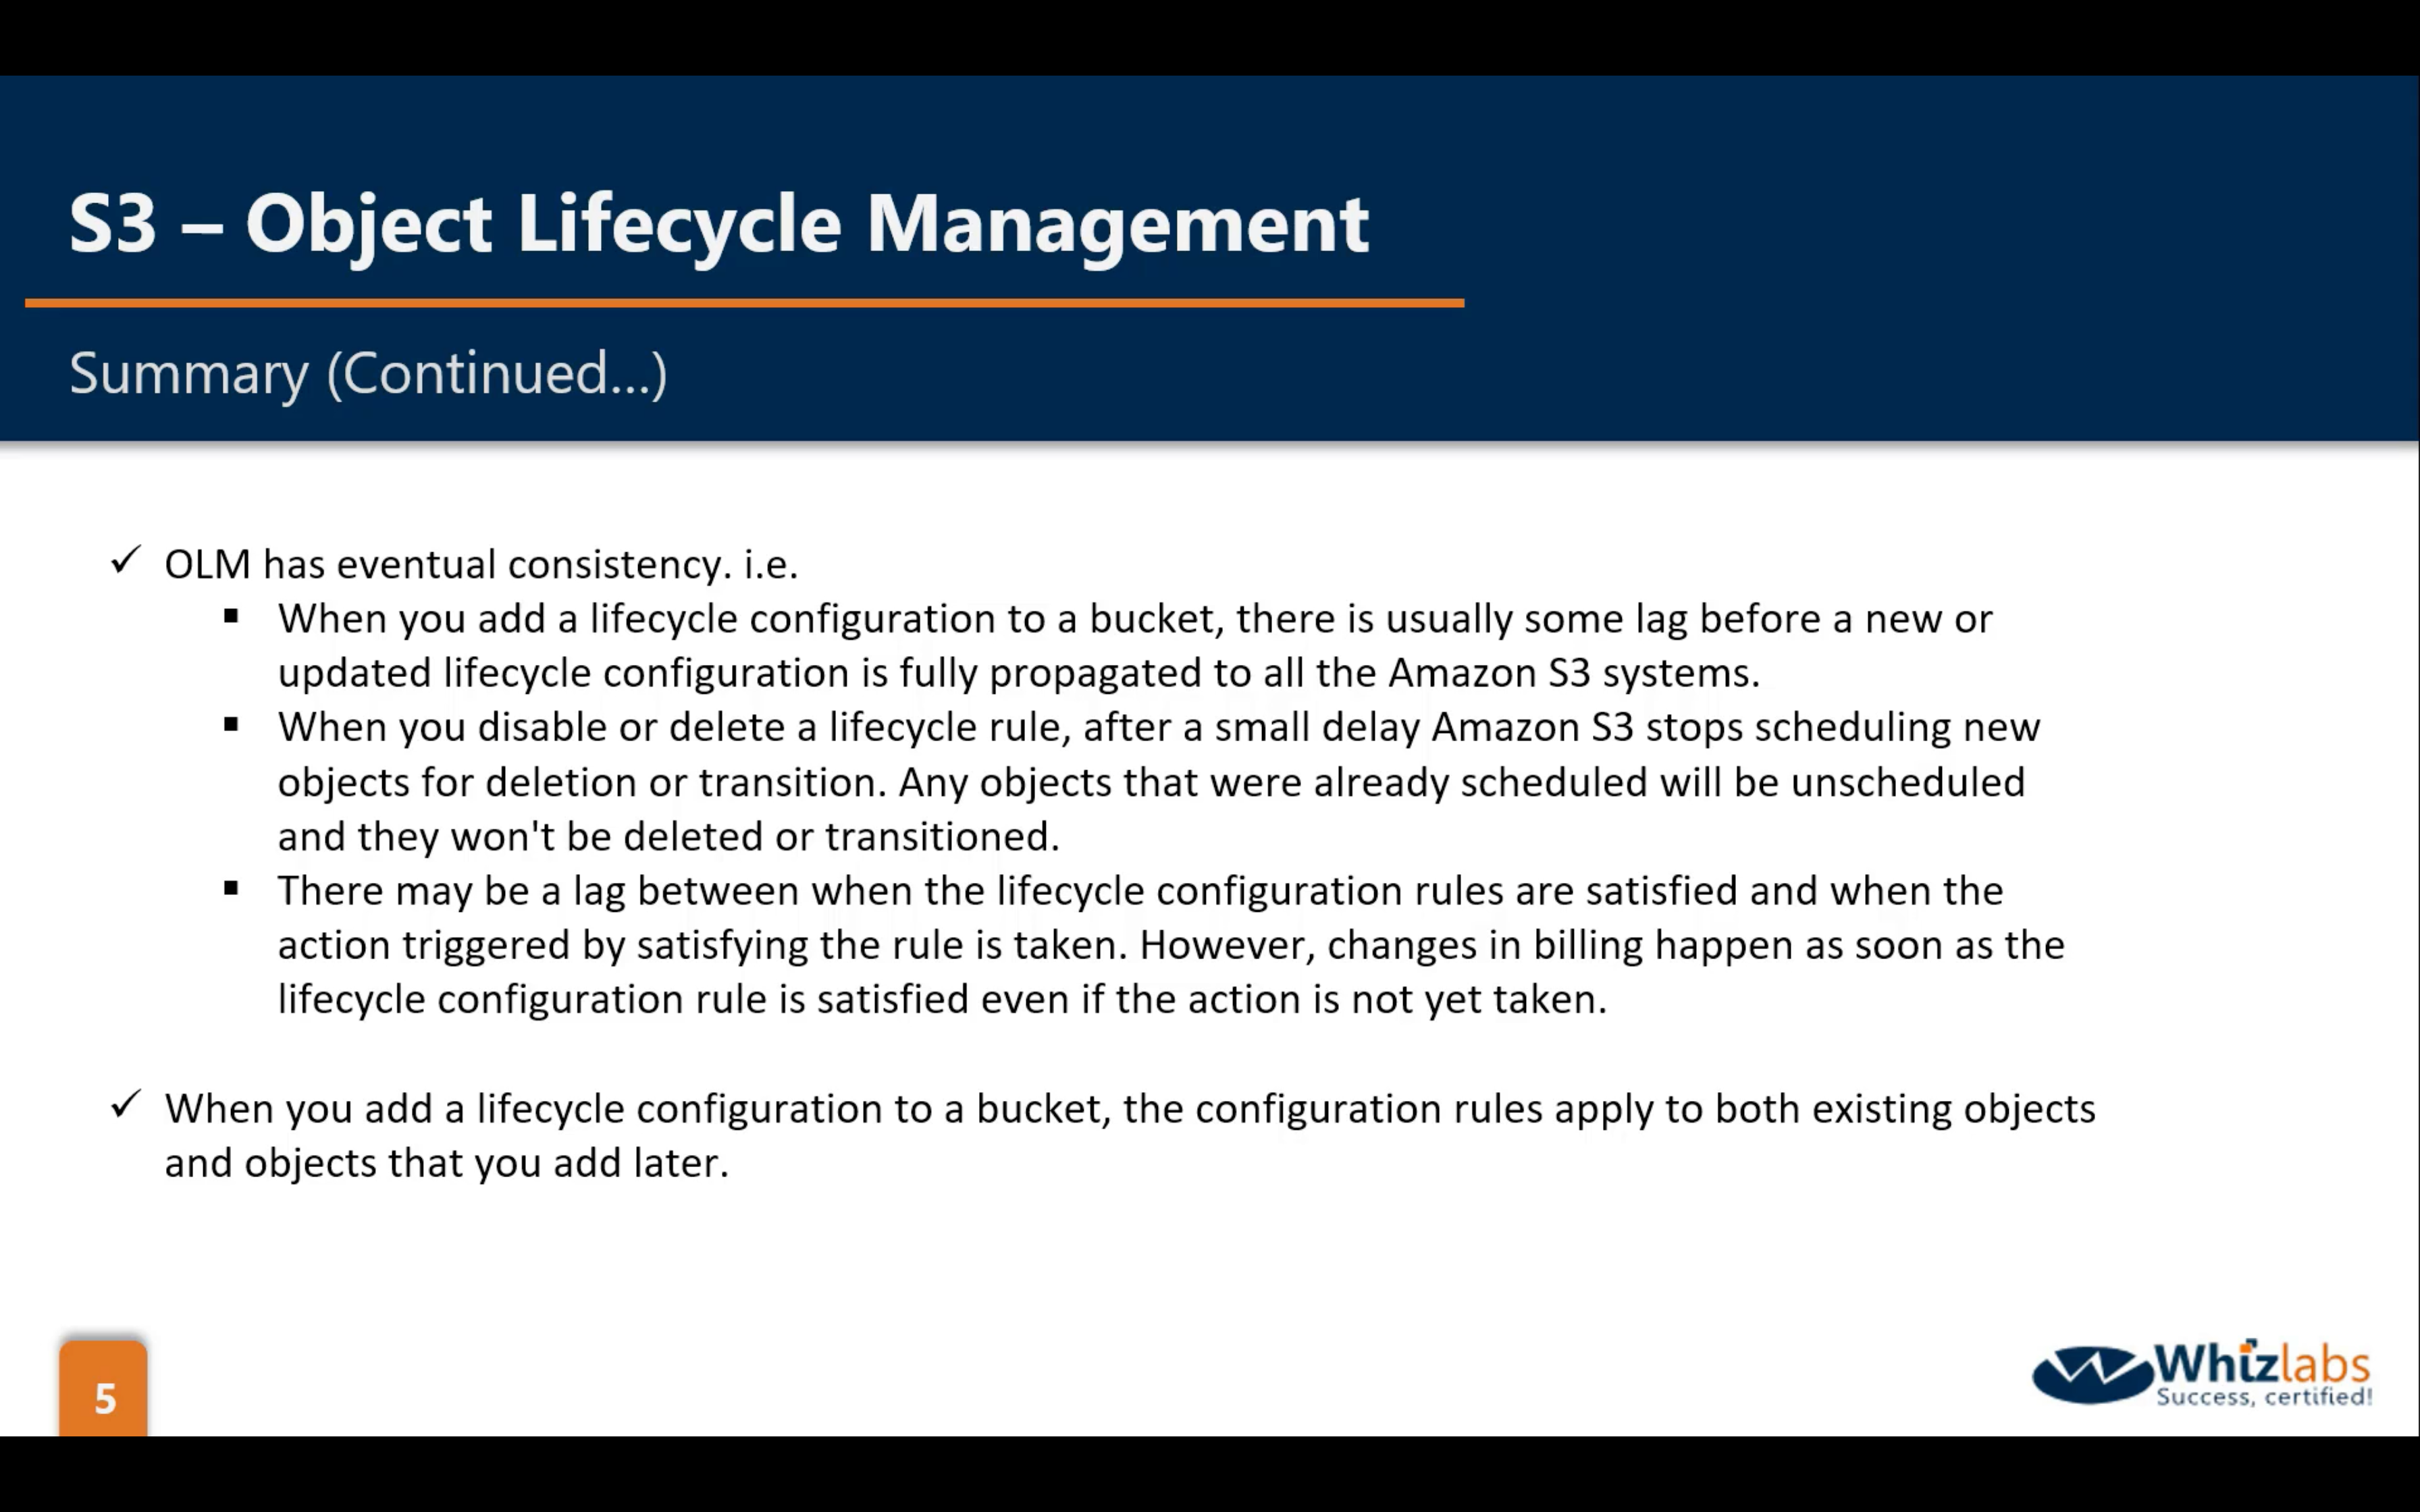 S3 – Object Lifecycle Management
Summary (Continued...)
✓ OLM has eventual consistency. i.e.
▪ When you add a lifecycle configuration to a bucket, there is usually some lag before a new or
updated lifecycle configuration is fully propagated to all the Amazon S3 systems.
▪ When you disable or delete a lifecycle rule, after a small delay Amazon S3 stops scheduling new
objects for deletion or transition. Any objects that were already scheduled will be unscheduled
and they won't be deleted or transitioned.
▪ There may be a lag between when the lifecycle configuration rules are satisfied and when the
action triggered by satisfying the rule is taken. However, changes in billing happen as soon as the
lifecycle configuration rule is satisfied even if the action is not yet taken.
✓ When you add a lifecycle configuration to a bucket, the configuration rules apply to both existing objects
and objects that you add later.
5
Whizlabs
Success, certified!